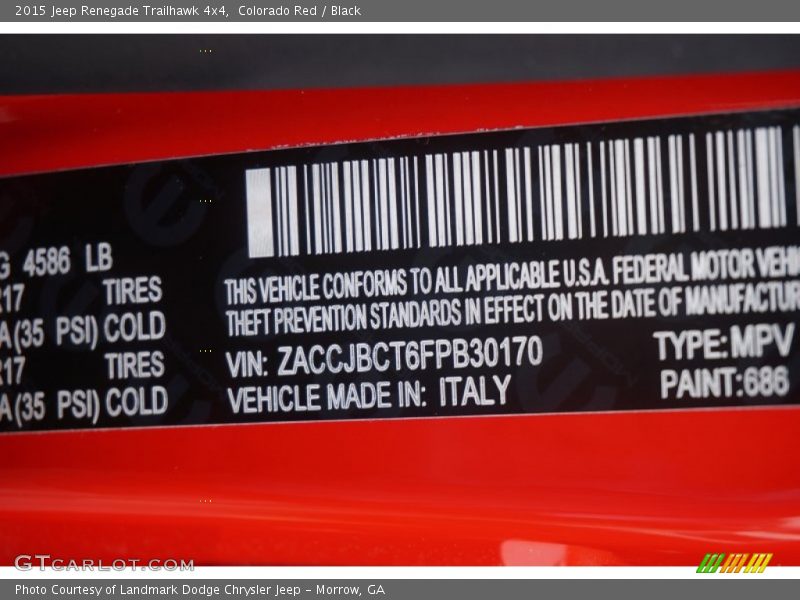 2015 Jeep Renegade Trailhawk 4x4,  Colorado Red / Black
G 4586 LB
R17 TIRES
A(35 PSI) COLD
R17 TIRES
A(35 PSI) COLD
THIS VEHICLE CONFORMS TO ALL APPLICABLE U.S.A. FEDERAL MOTOR VEHI
THEFT PREVENTION STANDARDS IN EFFECT ON THE DATE OF MANUFACTUR
VIN: ZACCJBCT6FPB30170 TYPE:MPV
VEHICLE MADE IN: ITALY PAINT:686
GTCARLOT.COM
Photo Courtesy of Landmark Dodge Chrysler Jeep – Morrow, GA